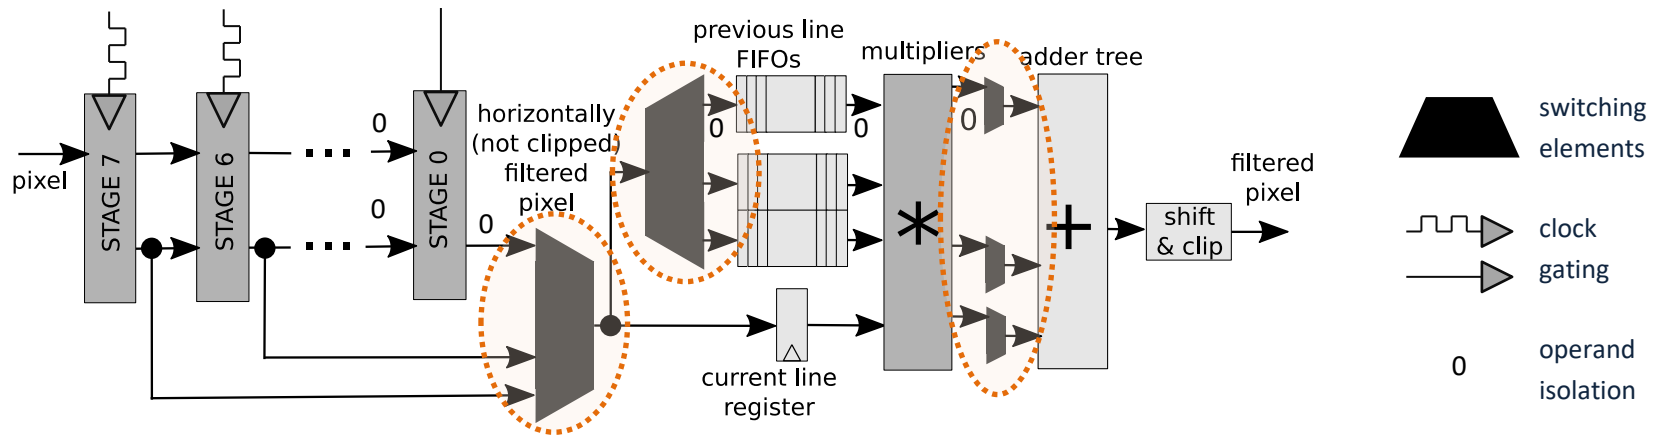 pixel
STAGE 7
STAGE 6
0
0
STAGE 0
0
horizontally
(not clipped)
filtered
pixel
previous line
FIFOs
0
0
current line
register
multipliers
*
0
adder tree
+
shift
& clip
filtered
pixel
switching
elements
clock
gating
0
operand
isolation